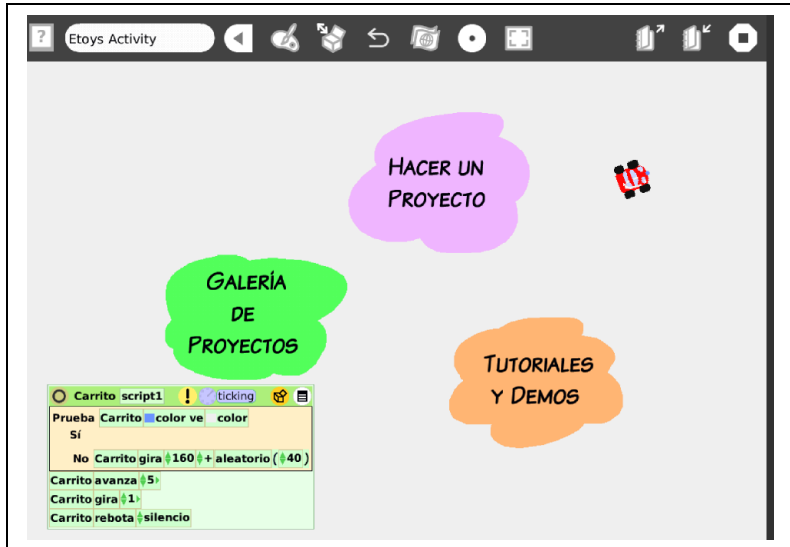 ?
Etoys Activity
HACER UN
PROYECTO
GALERÍA
DE
PROYECTOS
TUTORIALES
Y DEMOS
Carrito script1 ! ticking
Prueba Carrito color ve color
Sí
No Carrito gira 160 + aleatorio ( 40 )
Carrito avanza 5
Carrito gira 1
Carrito rebota silencio